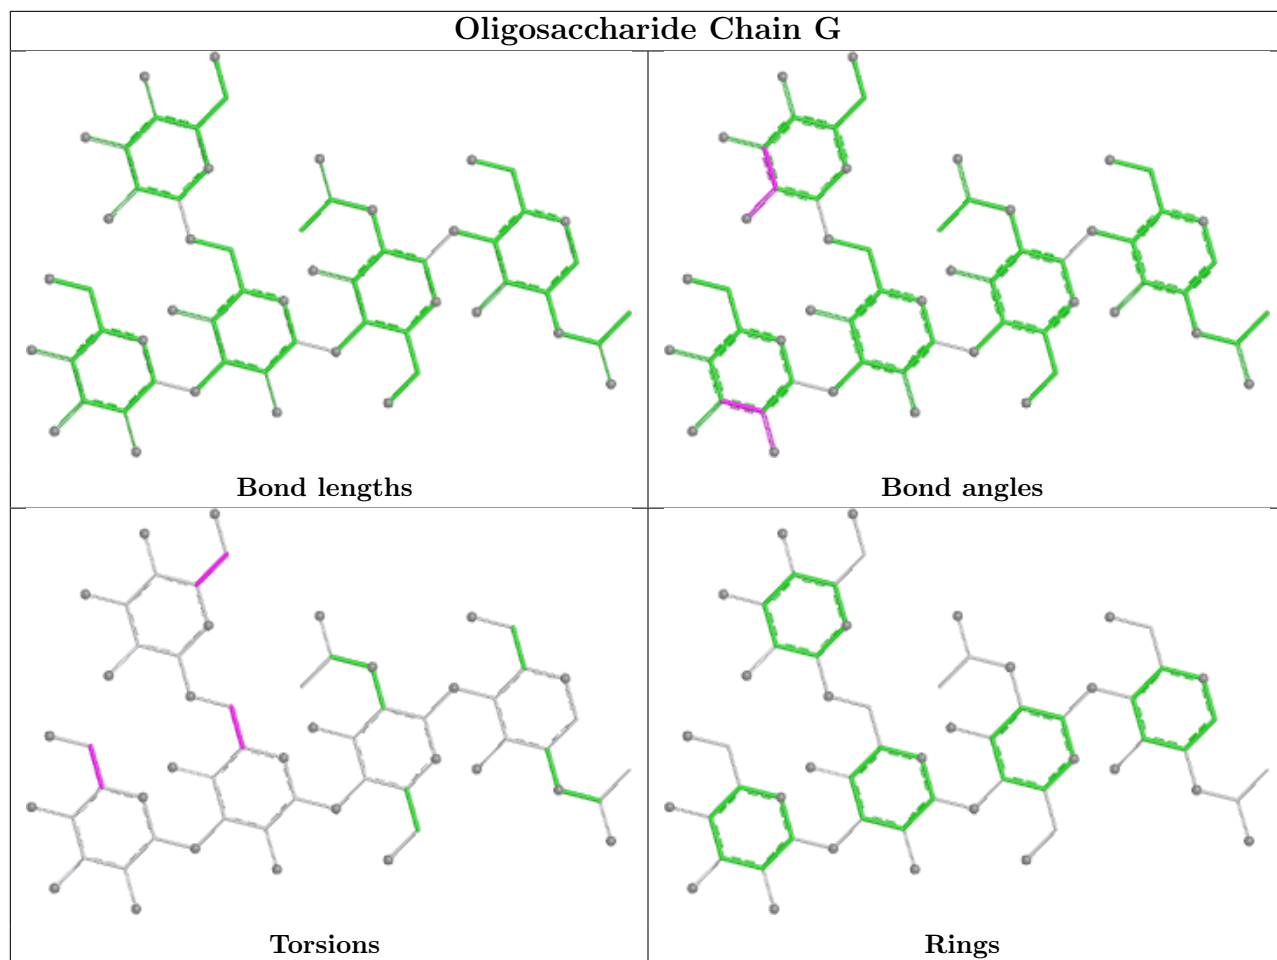 Oligosaccharide Chain G
Bond lengths
Bond angles
Torsions
Rings